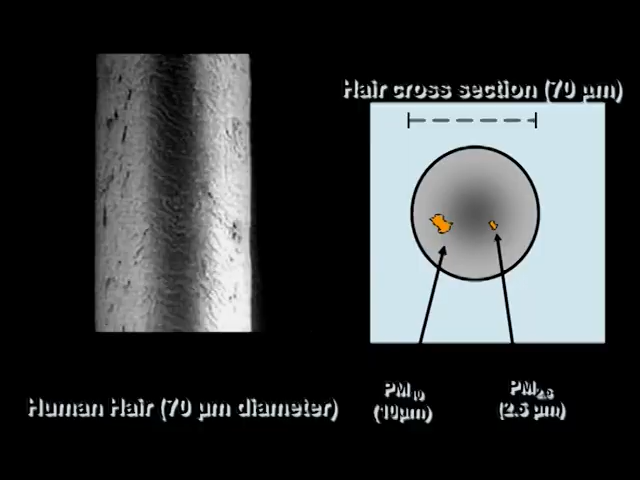 Hair cross section (70 µm)
Human Hair (70 µm diameter)
PM10
(10µm)
PM2.5
(2.5 µm)